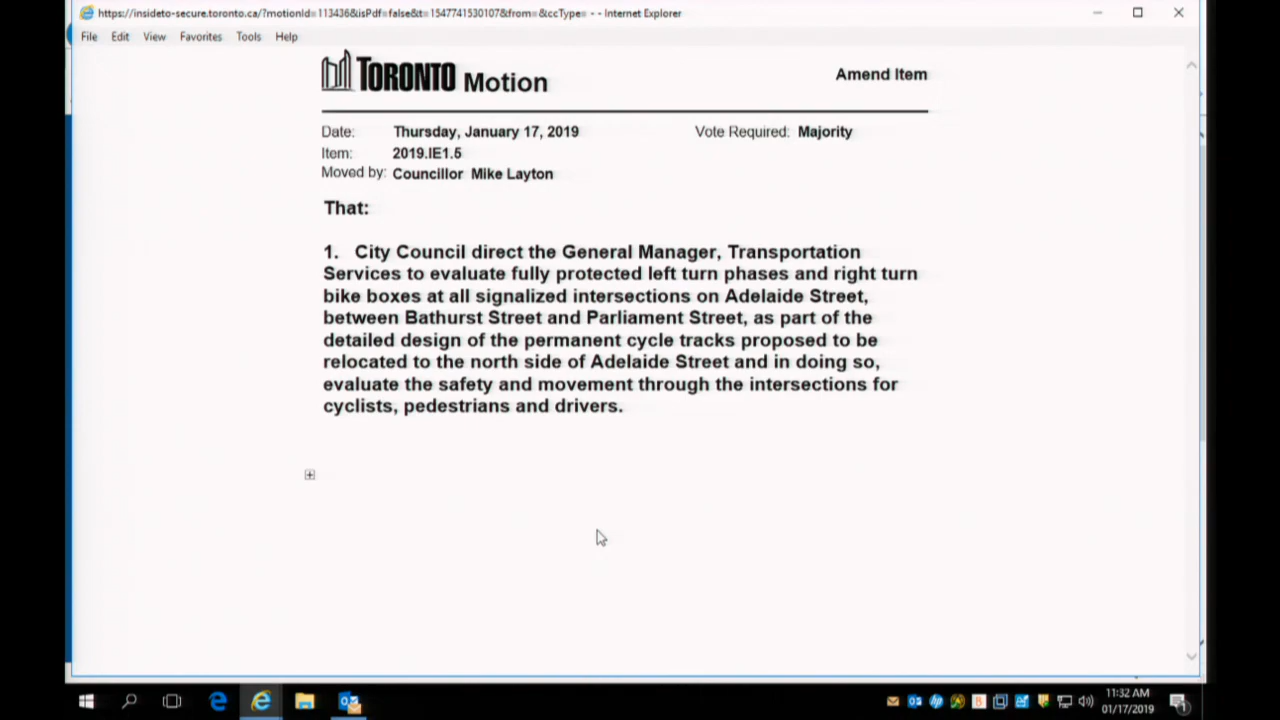 https://insideto-secure.toronto.ca/?motionId=113436&isPdf=false&t=1547741530107&from=&ccType= - - Internet Explorer
File Edit View Favorites Tools Help
TORONTO Motion
Amend Item
Date: Thursday, January 17, 2019
Vote Required: Majority
Item: 2019.IE1.5
Moved by: Councillor Mike Layton
That:
1. City Council direct the General Manager, Transportation
Services to evaluate fully protected left turn phases and right turn
bike boxes at all signalized intersections on Adelaide Street,
between Bathurst Street and Parliament Street, as part of the
detailed design of the permanent cycle tracks proposed to be
relocated to the north side of Adelaide Street and in doing so,
evaluate the safety and movement through the intersections for
cyclists, pedestrians and drivers.
11:32 AM
01/17/2019